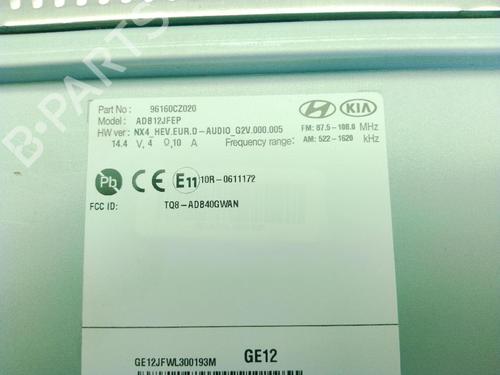 Part No : 96160CZ020
Model : ADB12JFEP
HW ver : NX4_HEV.EUR.D-AUDIO_G2V.000.005
14.4 V, 4 Ω,10 A Frequency range:
KIA
FM: 87.5-108.0 MHz
AM: 522-1620 kHz
Pb CE E11 10R-0611172
FCC ID: TQ8-ADB40GWAN
GE12JFWL300193M GE12